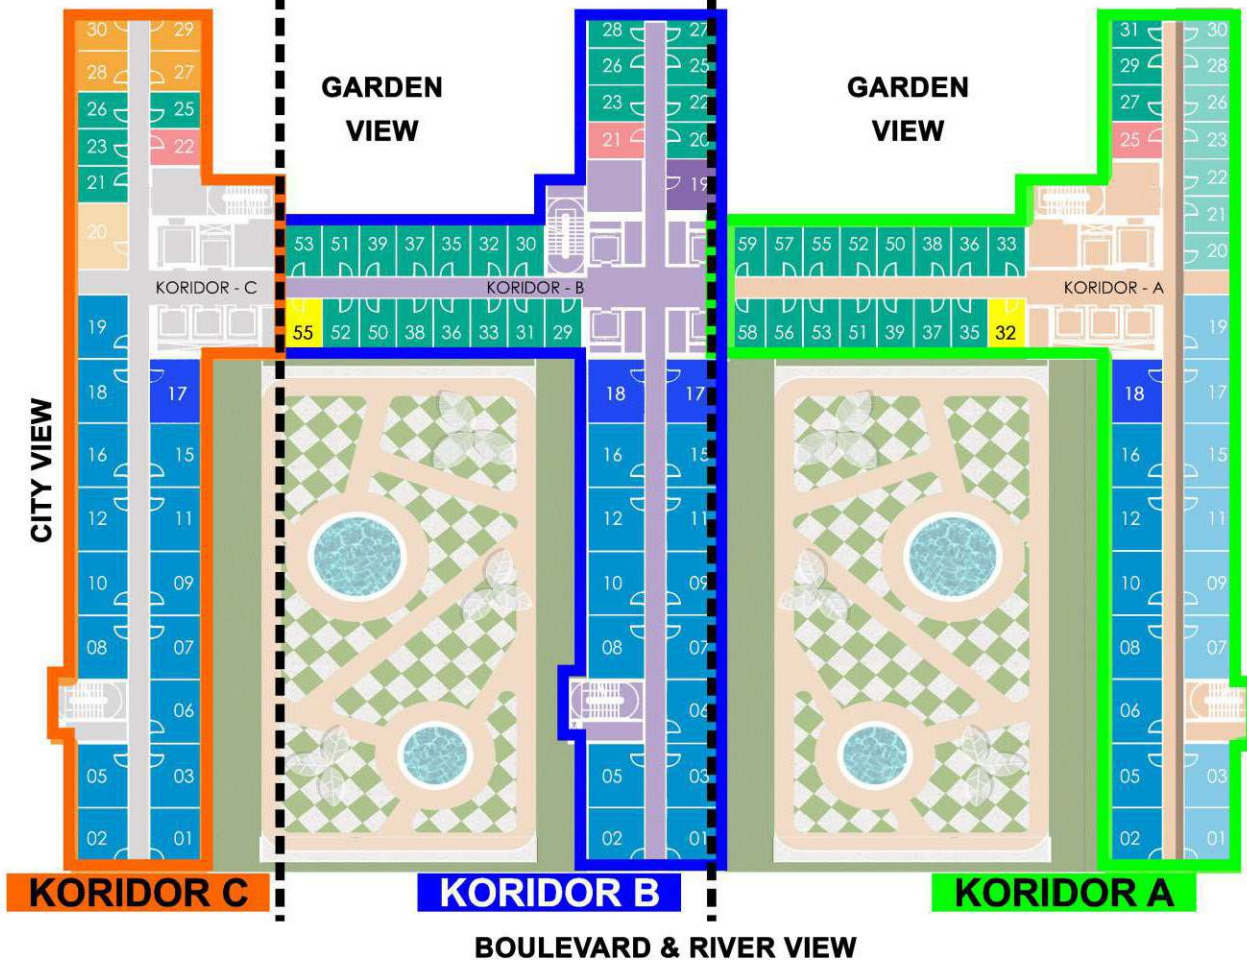 30 29 28 27 31 30
28 27 26 25 29 28
GARDEN GARDEN
VIEW VIEW
26 25 23 22 27 26
23 22 21 20 25 23
21 19 22
20 21
53 51 39 37 35 32 30 59 57 55 52 50 38 36 33 20
KORIDOR - C KORIDOR - B KORIDOR - A
19 55 52 50 38 36 33 31 29 58 56 53 51 39 37 35 32 19
18 17 18 17 18 17
CITY VIEW
16 15 16 15 16 15
12 11 12 11 12 11
10 09 10 09 10 09
08 07 08 07 08 07
06 06 06
05 03 05 03 05 03
02 01 02 01 02 01
KORIDOR C KORIDOR B KORIDOR A
BOULEVARD & RIVER VIEW